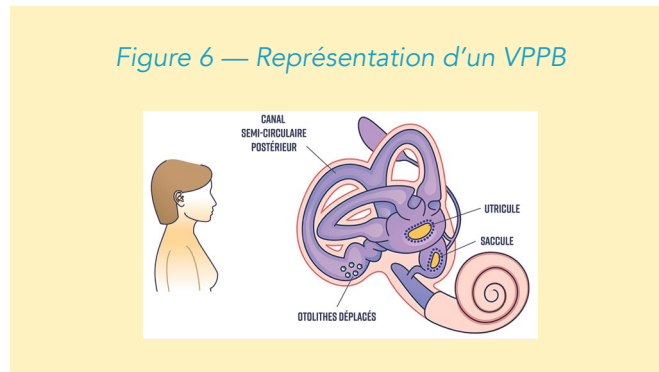 Figure 6 — Représentation d'un VPPB
CANAL
SEMI-CIRCULAIRE
POSTÉRIEUR
UTRICULE
SACCULE
OTOLITHES DÉPLACÉS